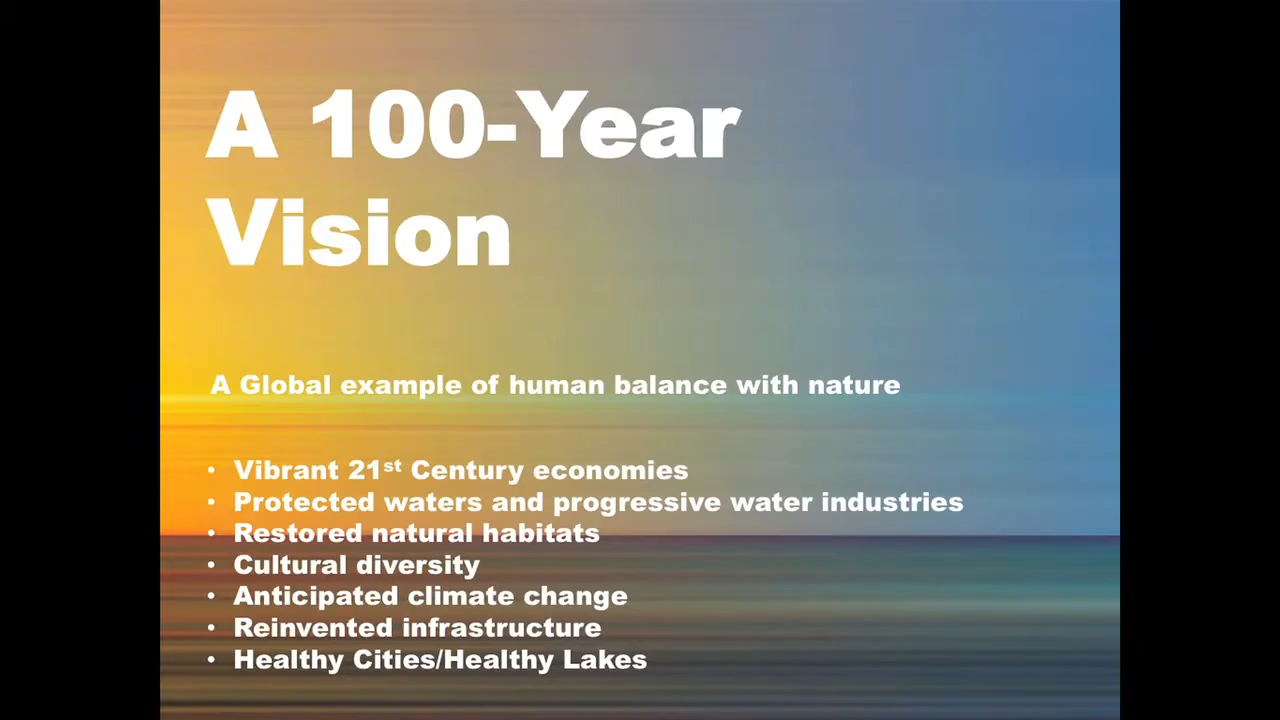 A 100-Year
Vision
A Global example of human balance with nature
• Vibrant 21st Century economies
• Protected waters and progressive water industries
• Restored natural habitats
• Cultural diversity
• Anticipated climate change
• Reinvented infrastructure
• Healthy Cities/Healthy Lakes